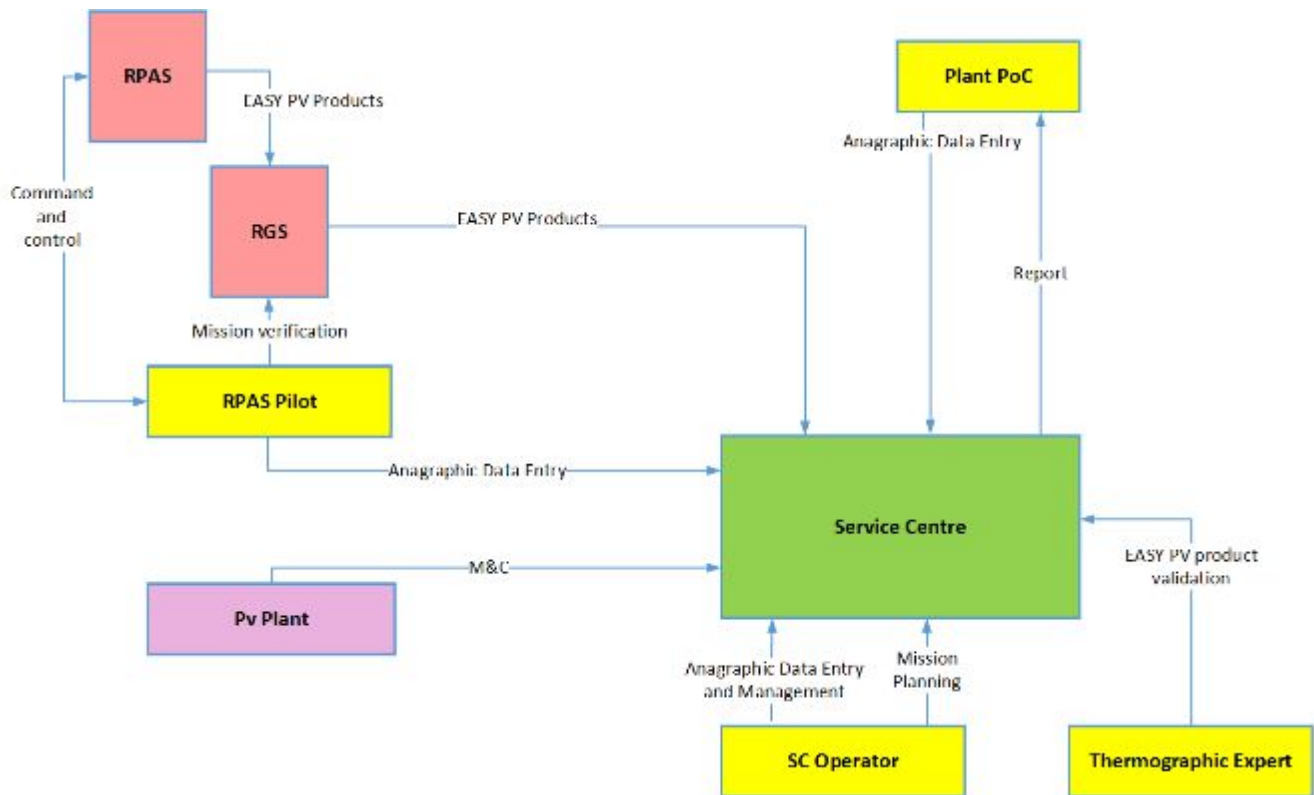 RPAS
Plant PoC
EASY PV Products
Anagraphic Data Entry
Command
and
control
RGS
EASY PV Products
Report
Mission verification
RPAS Pilot
Anagraphic Data Entry
Service Centre
EASY PV product
validation
M&C
Pv Plant
Anagraphic Data Entry
and Management
Mission
Planning
SC Operator
Thermographic Expert